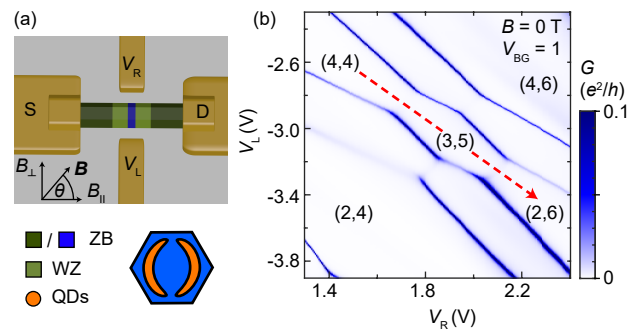 (a)
V_R
S
D
V_L
B_⊥
B
θ
B_||
/ ZB
WZ
QDs
(b)
B = 0 T
V_BG = 1
(4,4)
(4,6)
(3,5)
(2,4)
(2,6)
V_L (V)
-2.6
-3.0
-3.4
-3.8
1.4
1.8
2.2
V_R (V)
G
(e²/h)
0.1
0